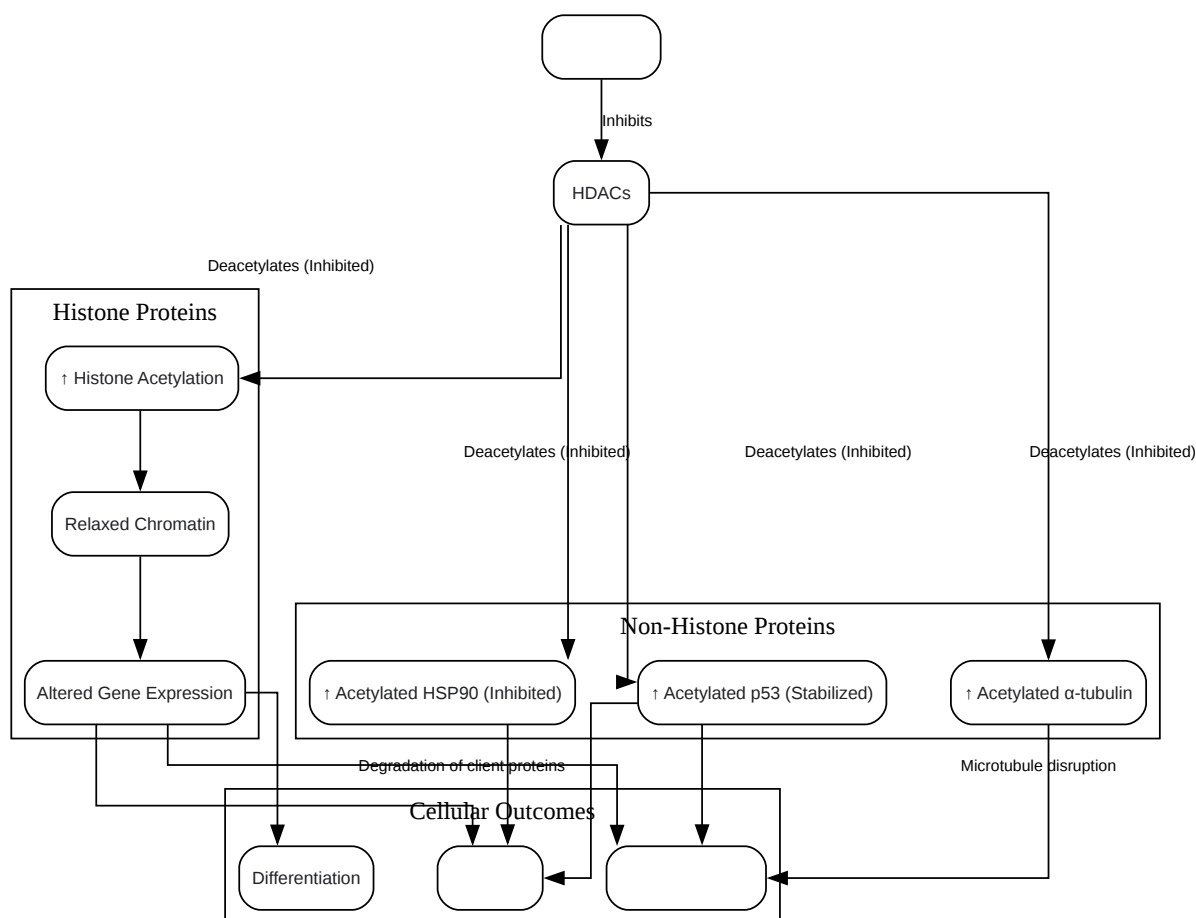 Inhibits
HDACs
Deacetylates (Inhibited)
Histone Proteins
↑ Histone Acetylation
Deacetylates (Inhibited)
Deacetylates (Inhibited)
Deacetylates (Inhibited)
Relaxed Chromatin
Non-Histone Proteins
Altered Gene Expression
↑ Acetylated HSP90 (Inhibited)
↑ Acetylated p53 (Stabilized)
↑ Acetylated α-tubulin
Degradation of client proteins
Microtubule disruption
Cellular Outcomes
Differentiation